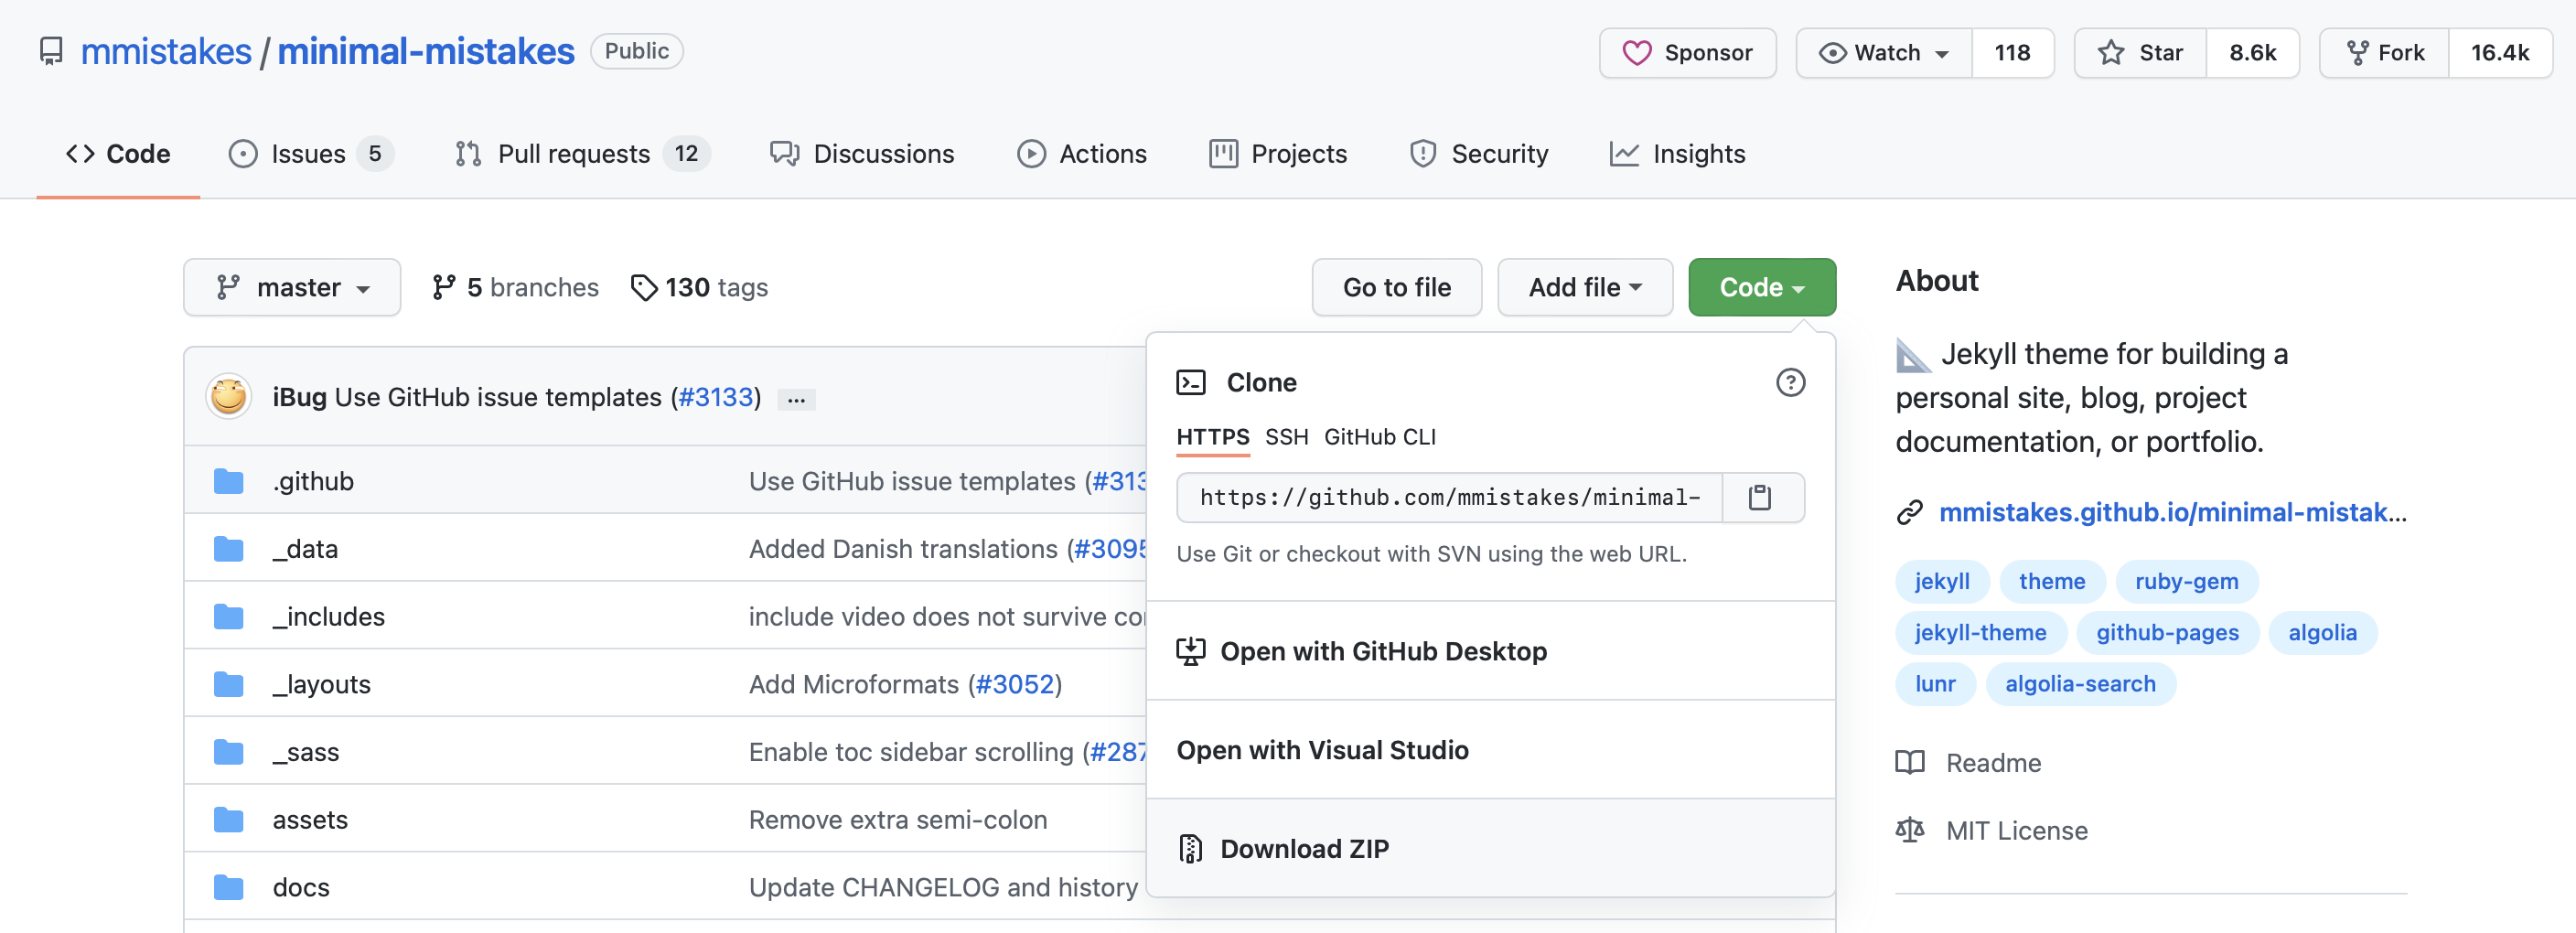 mmistakes / minimal-mistakes Public
Sponsor Watch 118 Star 8.6k Fork 16.4k
Code Issues 5 Pull requests 12 Discussions Actions Projects Security Insights
master 5 branches 130 tags
Go to file Add file Code
iBug Use GitHub issue templates (#3133) ...
.github Use GitHub issue templates (#313
_data Added Danish translations (#3095
_includes include video does not survive
_layouts Add Microformats (#3052)
_sass Enable toc sidebar scrolling (#287
assets Remove extra semi-colon
docs Update CHANGELOG and history
Clone
HTTPS SSH GitHub CLI
https://github.com/mmistakes/minimal-
Use Git or checkout with SVN using the web URL.
Open with GitHub Desktop
Open with Visual Studio
Download ZIP
About
Jekyll theme for building a
personal site, blog, project
documentation, or portfolio.
mmistakes.github.io/minimal-mistak...
jekyll theme ruby-gem
jekyll-theme github-pages algolia
lunr algolia-search
Readme
MIT License